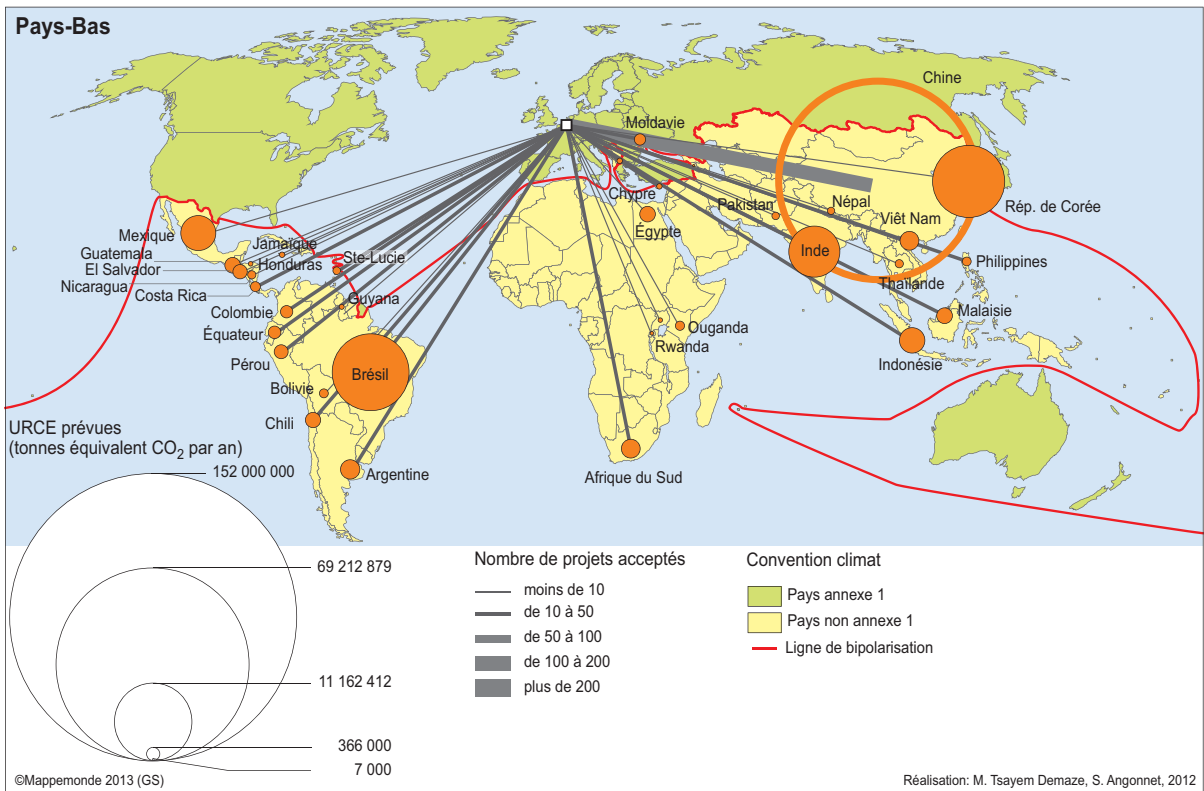 Pays-Bas
Chine
Moldavie
Chypre
Pakistan
Népal
Rép. de Corée
Viêt Nam
Égypte
Mexique
Jamaïque
Guatemala
Ste-Lucie
El Salvador
Honduras
Inde
Philippines
Nicaragua
Thaïlande
Costa Rica
Guyana
Colombie
Malaisie
Ouganda
Équateur
Rwanda
Pérou
Indonésie
Brésil
Bolivie
Chili
Argentine
Afrique du Sud
URCE prévues
(tonnes équivalent CO₂ par an)
152 000 000
69 212 879
11 162 412
366 000
7 000
Nombre de projets acceptés
moins de 10
de 10 à 50
de 50 à 100
de 100 à 200
plus de 200
Convention climat
Pays annexe 1
Pays non annexe 1
Ligne de bipolarisation
©Mappemonde 2013 (GS)
Réalisation: M. Tsayem Demaze, S. Angonnet, 2012